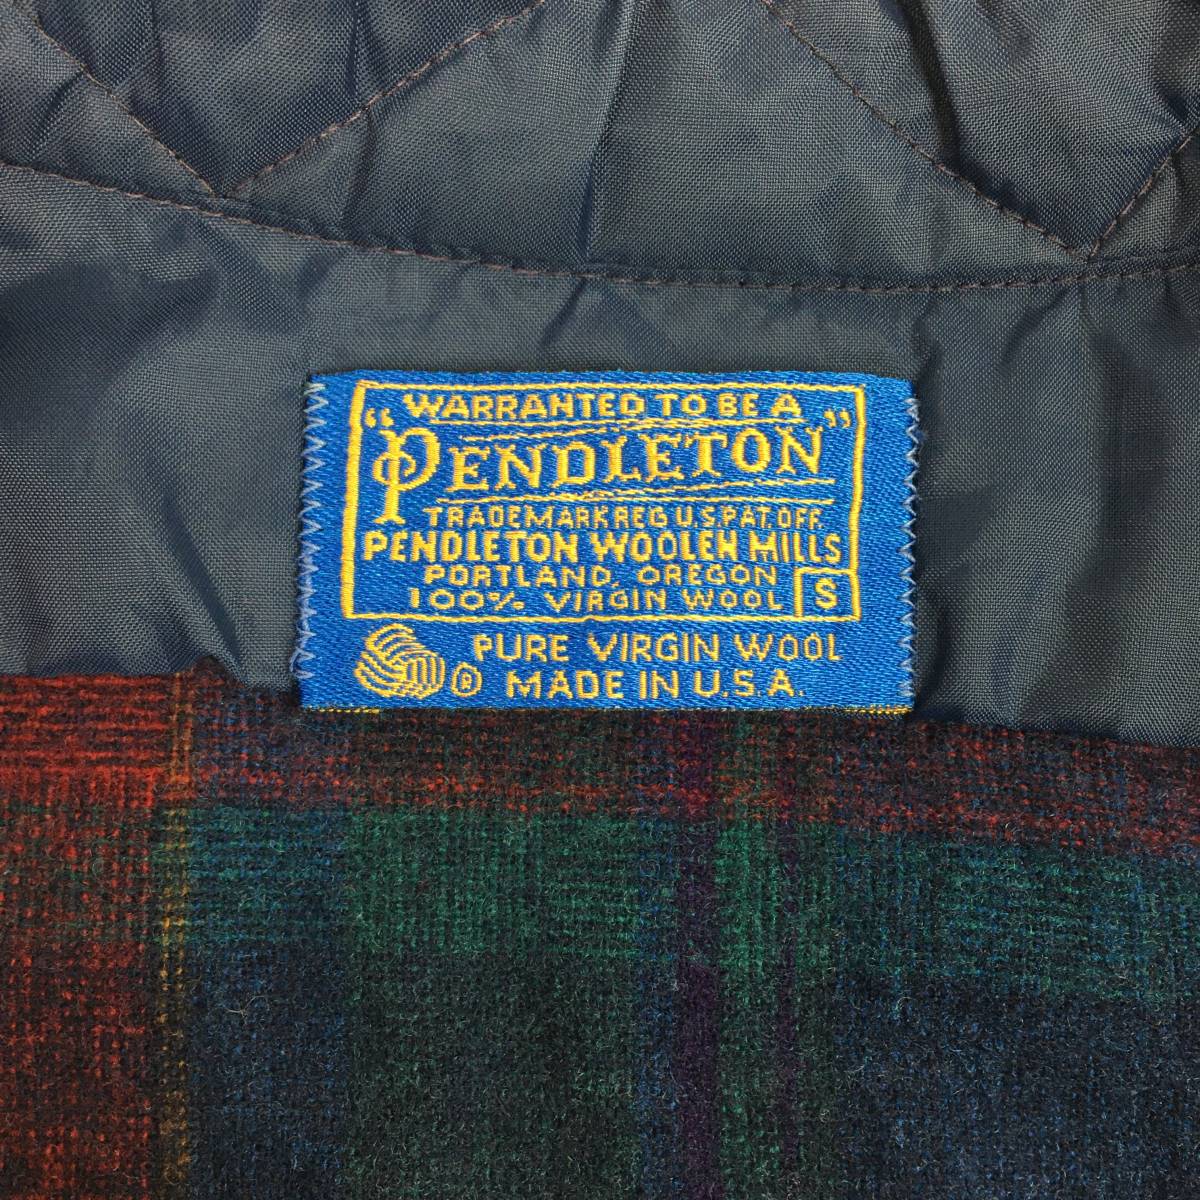 WARRANTED TO BE A
"PENDLETON"
TRADEMARK REG U.S. PAT. OFF.
PENDLETON WOOLEN MILLS
PORTLAND, OREGON
100% VIRGIN WOOL S
PURE VIRGIN WOOL
® MADE IN U.S.A.